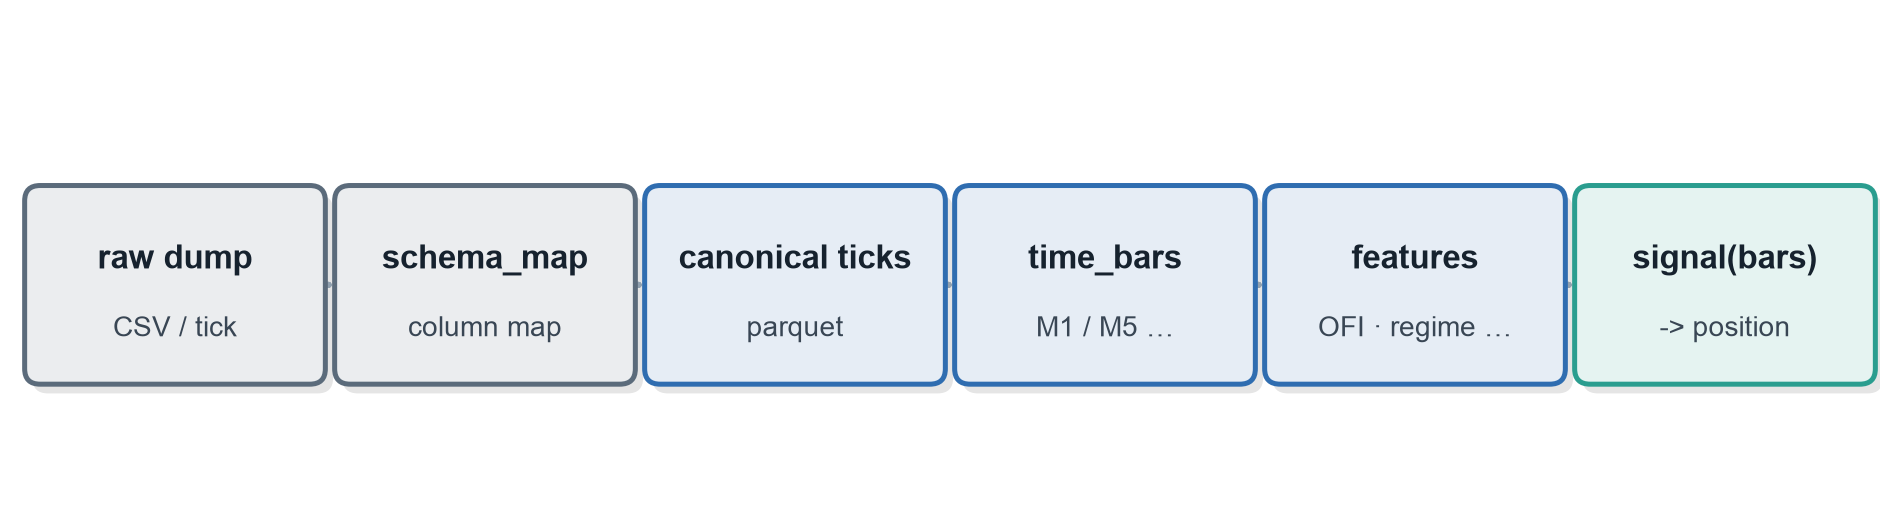 raw dump
CSV / tick
schema_map
column map
canonical ticks
parquet
time_bars
M1 / M5 …
features
OFI · regime …
signal(bars)
-> position